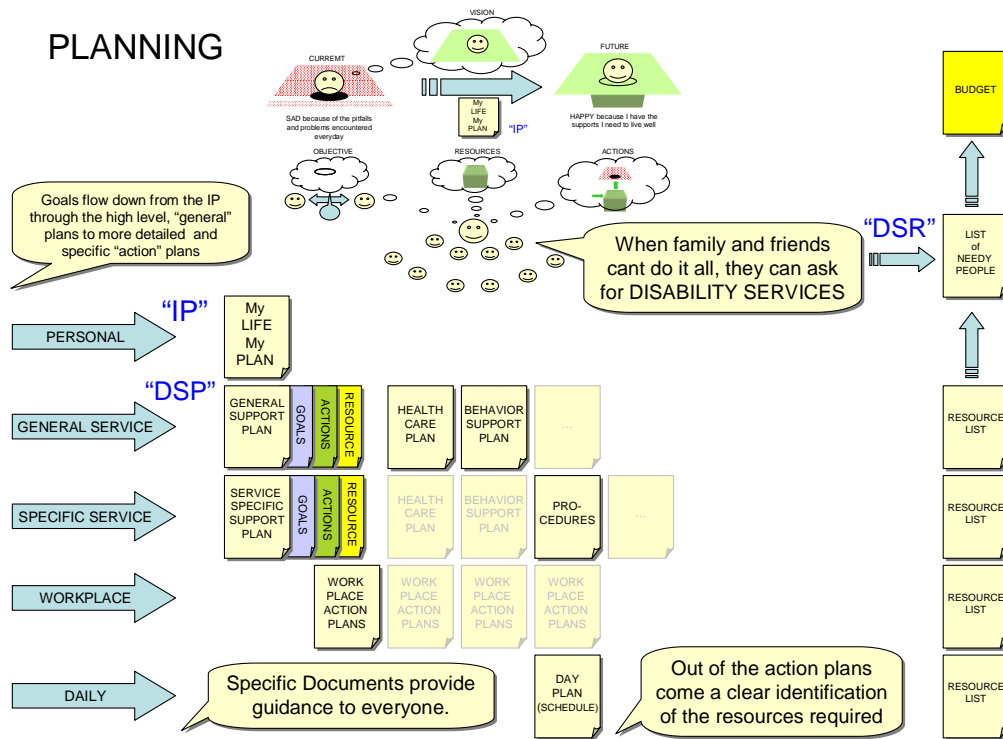 PLANNING
VISION
CURREMT
FUTURE
SAD because of the pitfalls
and problems encountered
everyday
My
LIFE
My
PLAN
"IP"
HAPPY because I have the
supports I need to live well
BUDGET
OBJECTIVE
RESOURCES
ACTIONS
Goals flow down from the IP
through the high level, "general"
plans to more detailed and
specific "action" plans
When family and friends
cant do it all, they can ask
for DISABILITY SERVICES
"DSR"
LIST
of
NEEDY
PEOPLE
PERSONAL
"IP"
My
LIFE
My
PLAN
GENERAL SERVICE
"DSP"
GENERAL
SUPPORT
PLAN
GOALS
ACTIONS
RESOURCE
HEALTH
CARE
PLAN
BEHAVIOR
SUPPORT
PLAN
...
RESOURCE
LIST
SPECIFIC SERVICE
SERVICE
SPECIFIC
SUPPORT
PLAN
GOALS
ACTIONS
RESOURCE
HEALTH
CARE
PLAN
BEHAVIOR
SUPPORT
PLAN
PRO-
CEDURES
...
RESOURCE
LIST
WORKPLACE
WORK
PLACE
ACTION
PLANS
WORK
PLACE
ACTION
PLANS
WORK
PLACE
ACTION
PLANS
WORK
PLACE
ACTION
PLANS
RESOURCE
LIST
DAILY
Specific Documents provide
guidance to everyone.
DAY
PLAN
(SCHEDULE)
Out of the action plans
come a clear identification
of the resources required
RESOURCE
LIST